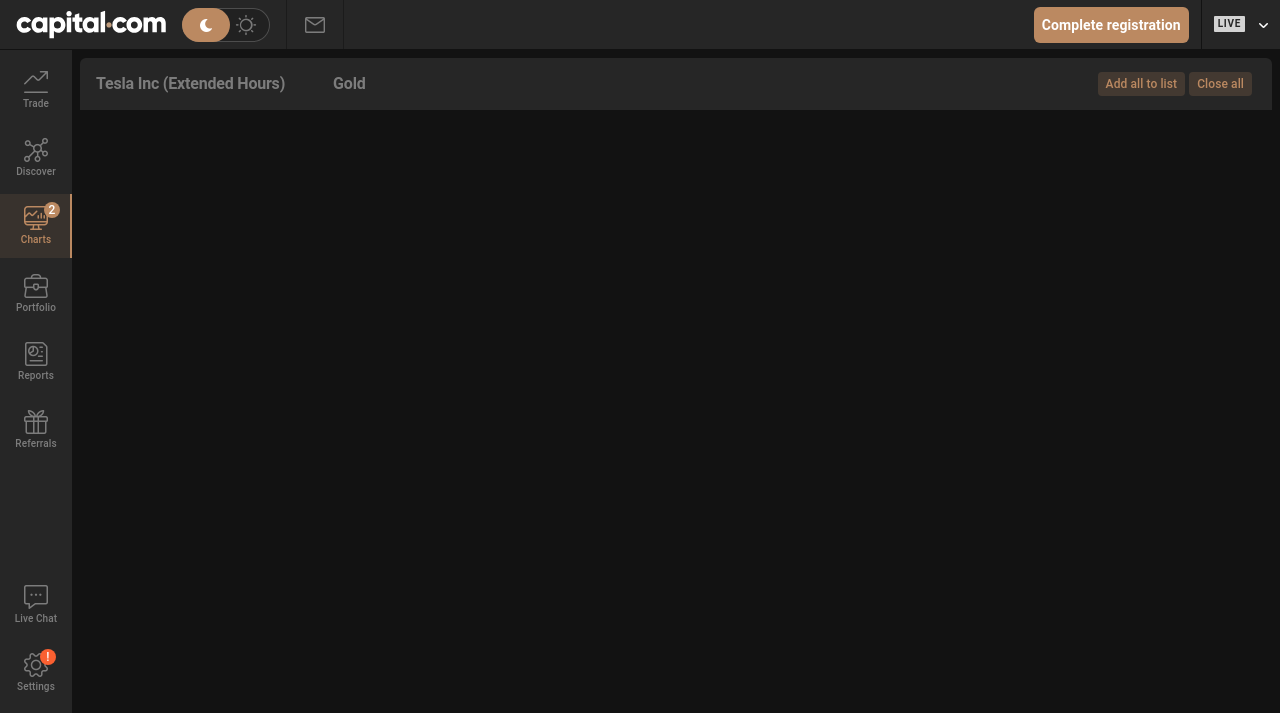 capital.com
Complete registration
LIVE
Tesla Inc (Extended Hours)
Gold
Add all to list
Close all
Trade
Discover
2
Charts
Portfolio
Reports
Referrals
Live Chat
!
Settings